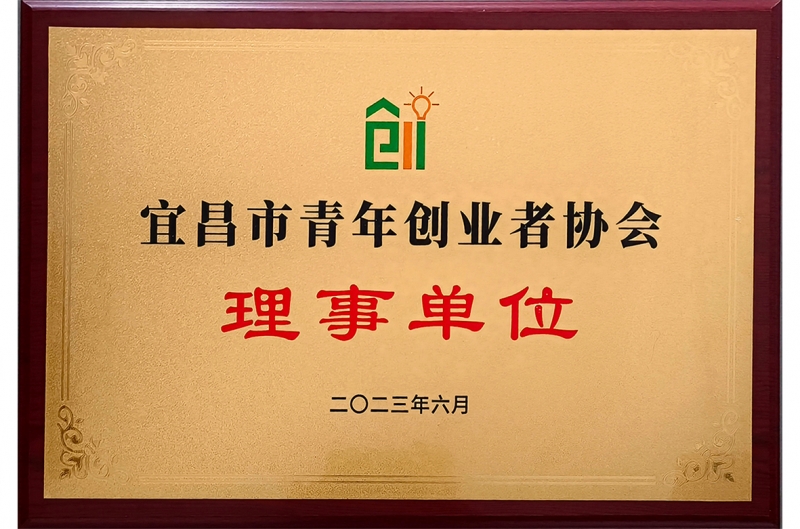 创
宜昌市青年创业者协会
理事单位
二〇二三年六月